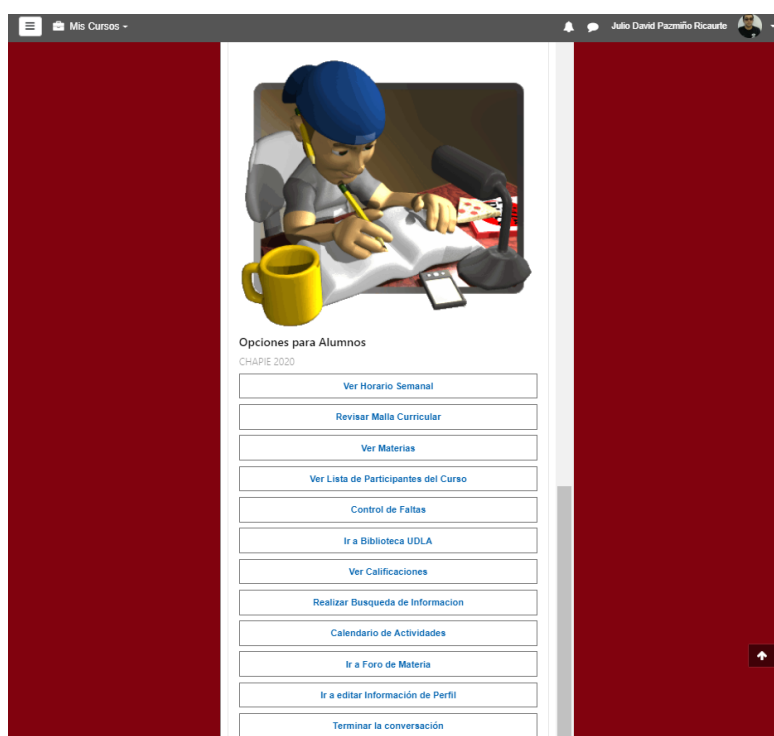 Mis Cursos
Julio David Pazmiño Ricaurte
Opciones para Alumnos
CHAPIE 2020
Ver Horario Semanal
Revisar Malla Curricular
Ver Materias
Ver Lista de Participantes del Curso
Control de Faltas
Ir a Biblioteca UDLA
Ver Calificaciones
Realizar Busqueda de Informacion
Calendario de Actividades
Ir a Foro de Materia
Ir a editar Información de Perfil
Terminar la conversación